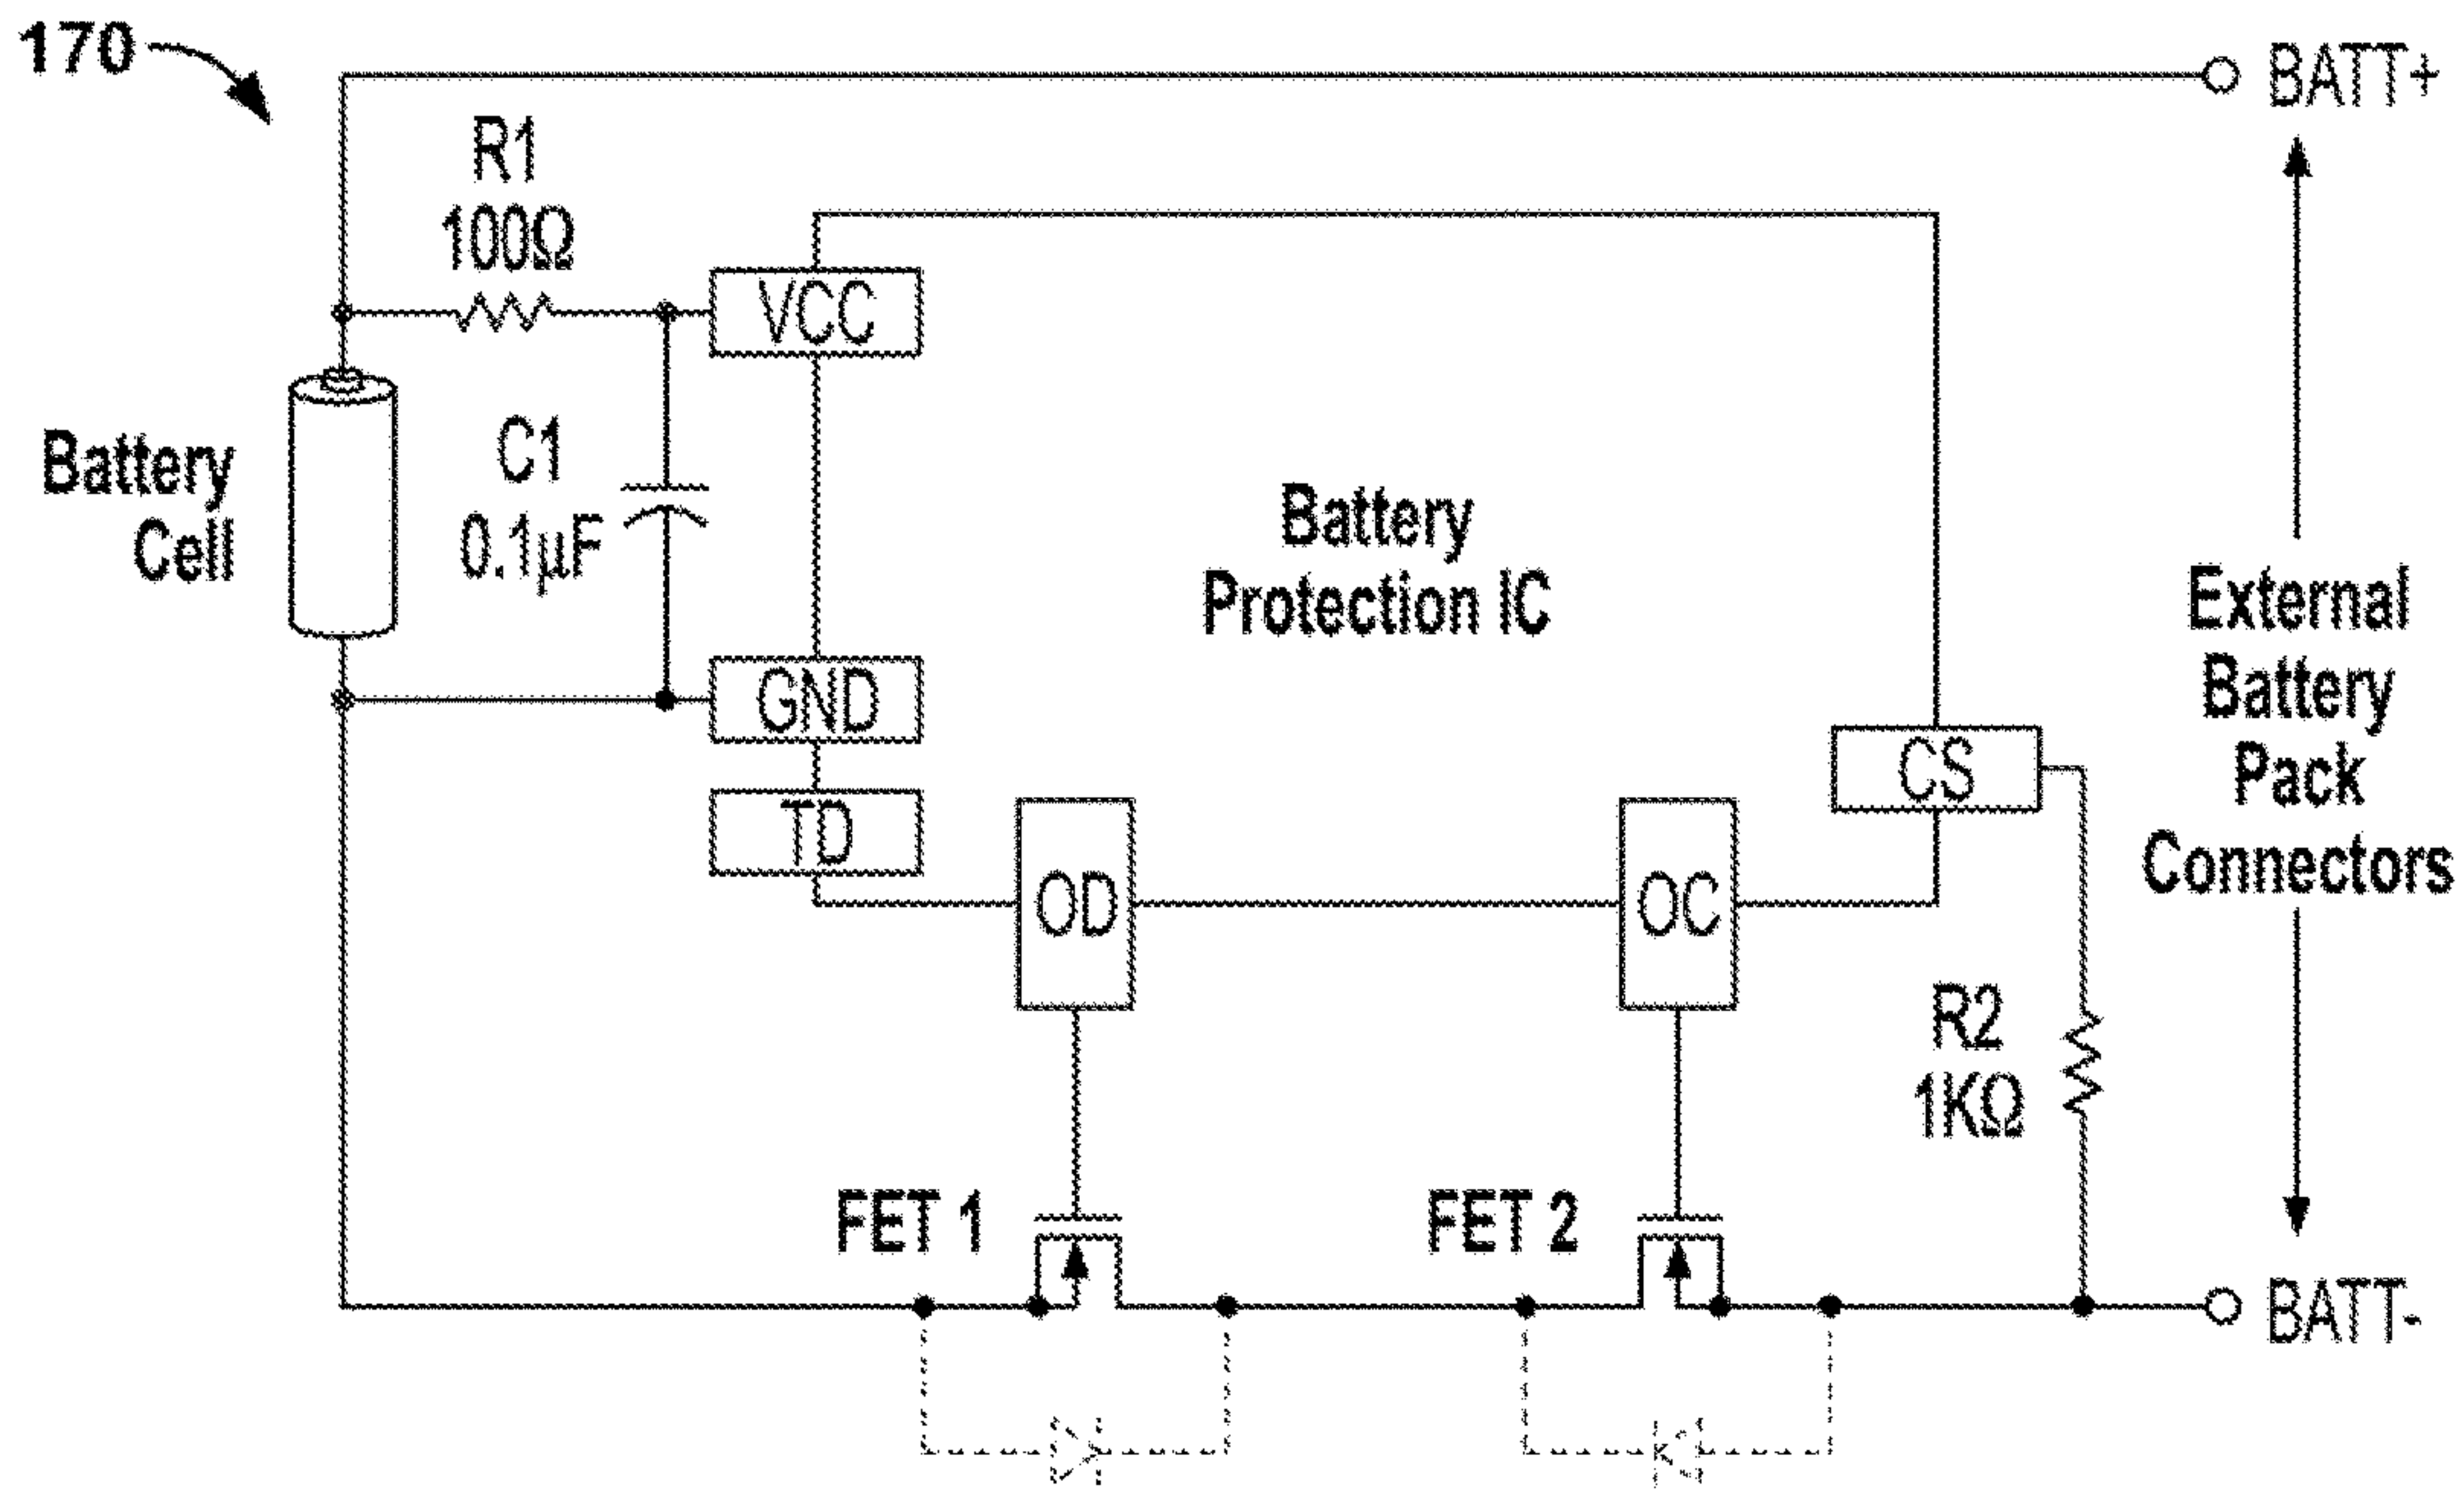 170
BATT+
R1
100Ω
VCC
Battery
Cell
C1
0.1μF
Battery
Protection IC
External
Battery
Pack
Connectors
GND
CS
TD
OD
OC
R2
1KΩ
FET 1
FET 2
BATT-